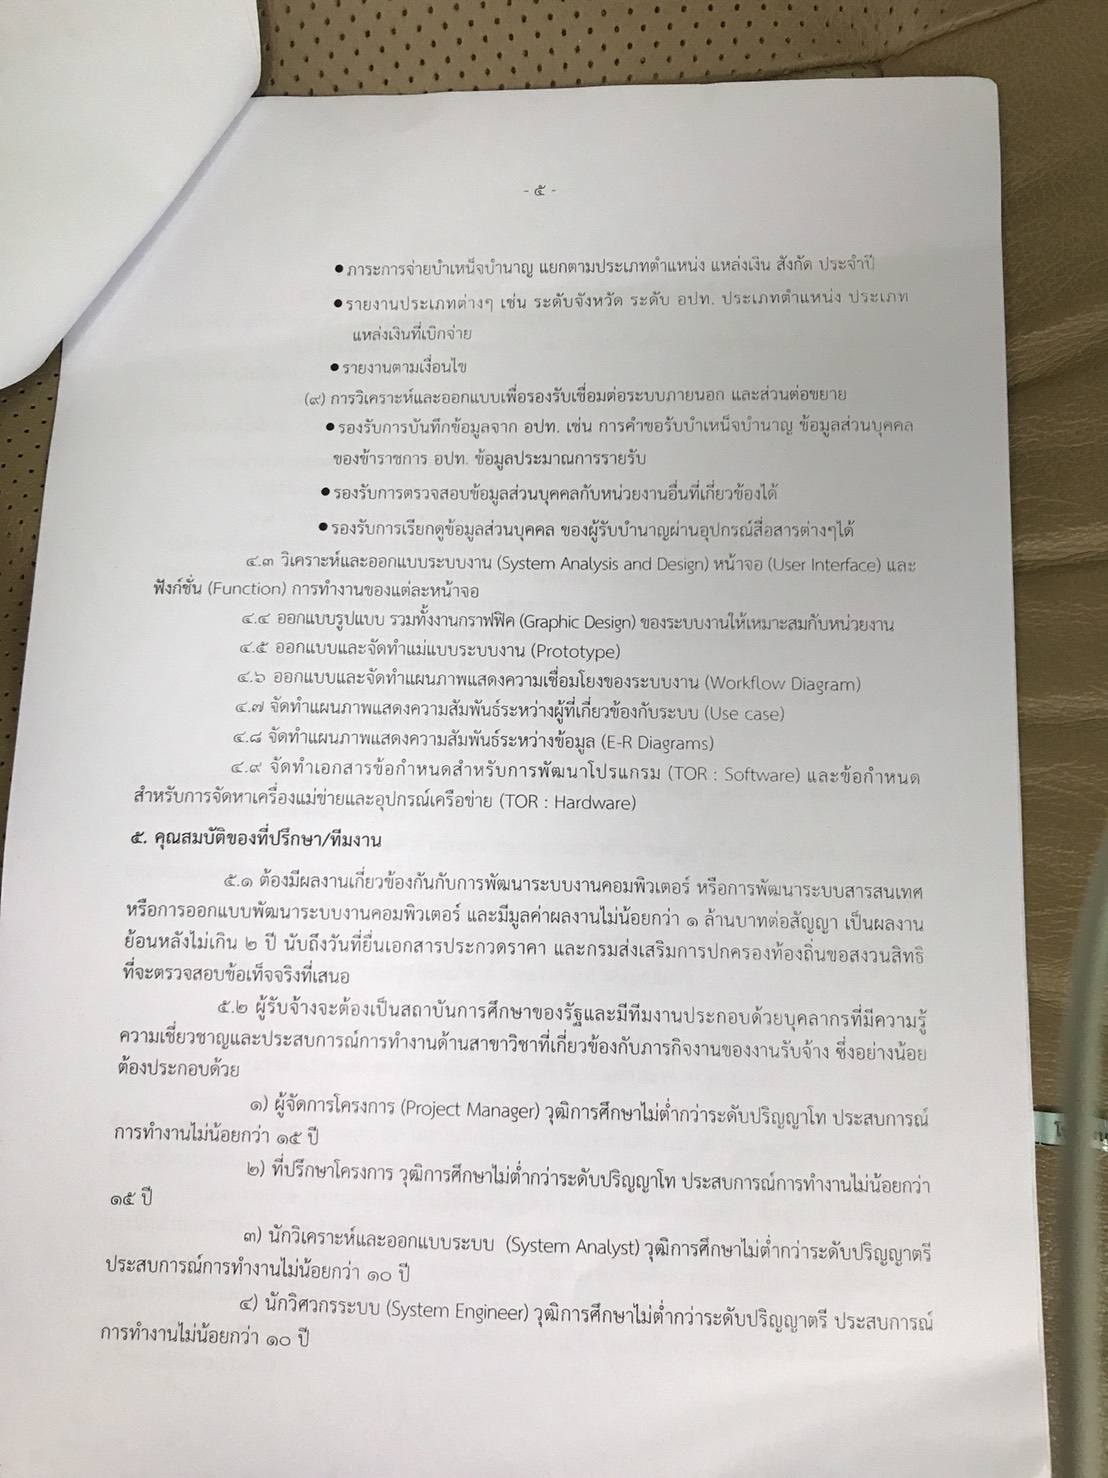 - ๕ -
● ภาระการจ่ายบำเหน็จบำนาญ แยกตามประเภทตำแหน่ง แหล่งเงิน สังกัด ประจำปี
● รายงานประเภทต่างๆ เช่น ระดับจังหวัด ระดับ อปท. ประเภทตำแหน่ง ประเภท
แหล่งเงินที่เบิกจ่าย
● รายงานตามเงื่อนไข
(๙) การวิเคราะห์และออกแบบเพื่อรองรับเชื่อมต่อระบบภายนอก และส่วนต่อขยาย
● รองรับการบันทึกข้อมูลจาก อปท. เช่น การคำขอรับบำเหน็จบำนาญ ข้อมูลส่วนบุคคล
ของข้าราชการ อปท. ข้อมูลประมาณการรายรับ
● รองรับการตรวจสอบข้อมูลส่วนบุคคลกับหน่วยงานอื่นที่เกี่ยวข้องได้
● รองรับการเรียกดูข้อมูลส่วนบุคคล ของผู้รับบำนาญผ่านอุปกรณ์สื่อสารต่างๆได้
๔.๓ วิเคราะห์และออกแบบระบบงาน (System Analysis and Design) หน้าจอ (User Interface) และ
ฟังก์ชั่น (Function) การทำงานของแต่ละหน้าจอ
๔.๔ ออกแบบรูปแบบ รวมทั้งงานกราฟฟิค (Graphic Design) ของระบบงานให้เหมาะสมกับหน่วยงาน
๔.๕ ออกแบบและจัดทำแม่แบบระบบงาน (Prototype)
๔.๖ ออกแบบและจัดทำแผนภาพแสดงความเชื่อมโยงของระบบงาน (Workflow Diagram)
๔.๗ จัดทำแผนภาพแสดงความสัมพันธ์ระหว่างผู้ที่เกี่ยวข้องกับระบบ (Use case)
๔.๘ จัดทำแผนภาพแสดงความสัมพันธ์ระหว่างข้อมูล (E-R Diagrams)
๔.๙ จัดทำเอกสารข้อกำหนดสำหรับการพัฒนาโปรแกรม (TOR : Software) และข้อกำหนด
สำหรับการจัดหาเครื่องแม่ข่ายและอุปกรณ์เครือข่าย (TOR : Hardware)
๕. คุณสมบัติของที่ปรึกษา/ทีมงาน
๕.๑ ต้องมีผลงานเกี่ยวข้องกันกับการพัฒนาระบบงานคอมพิวเตอร์ หรือการพัฒนาระบบสารสนเทศ
หรือการออกแบบพัฒนาระบบงานคอมพิวเตอร์ และมีมูลค่าผลงานไม่น้อยกว่า ๑ ล้านบาทต่อสัญญา เป็นผลงาน
ย้อนหลังไม่เกิน ๒ ปี นับถึงวันที่ยื่นเอกสารประกวดราคา และกรมส่งเสริมการปกครองท้องถิ่นขอสงวนสิทธิ
ที่จะตรวจสอบข้อเท็จจริงที่เสนอ
๕.๒ ผู้รับจ้างจะต้องเป็นสถาบันการศึกษาของรัฐและมีทีมงานประกอบด้วยบุคลากรที่มีความรู้
ความเชี่ยวชาญและประสบการณ์การทำงานด้านสาขาวิชาที่เกี่ยวข้องกับภารกิจงานของงานรับจ้าง ซึ่งอย่างน้อย
ต้องประกอบด้วย
๑) ผู้จัดการโครงการ (Project Manager) วุฒิการศึกษาไม่ต่ำกว่าระดับปริญญาโท ประสบการณ์
การทำงานไม่น้อยกว่า ๑๕ ปี
๒) ที่ปรึกษาโครงการ วุฒิการศึกษาไม่ต่ำกว่าระดับปริญญาโท ประสบการณ์การทำงานไม่น้อยกว่า
๑๕ ปี
๓) นักวิเคราะห์และออกแบบระบบ (System Analyst) วุฒิการศึกษาไม่ต่ำกว่าระดับปริญญาตรี
ประสบการณ์การทำงานไม่น้อยกว่า ๑๐ ปี
๔) นักวิศวกรระบบ (System Engineer) วุฒิการศึกษาไม่ต่ำกว่าระดับปริญญาตรี ประสบการณ์
การทำงานไม่น้อยกว่า ๑๐ ปี